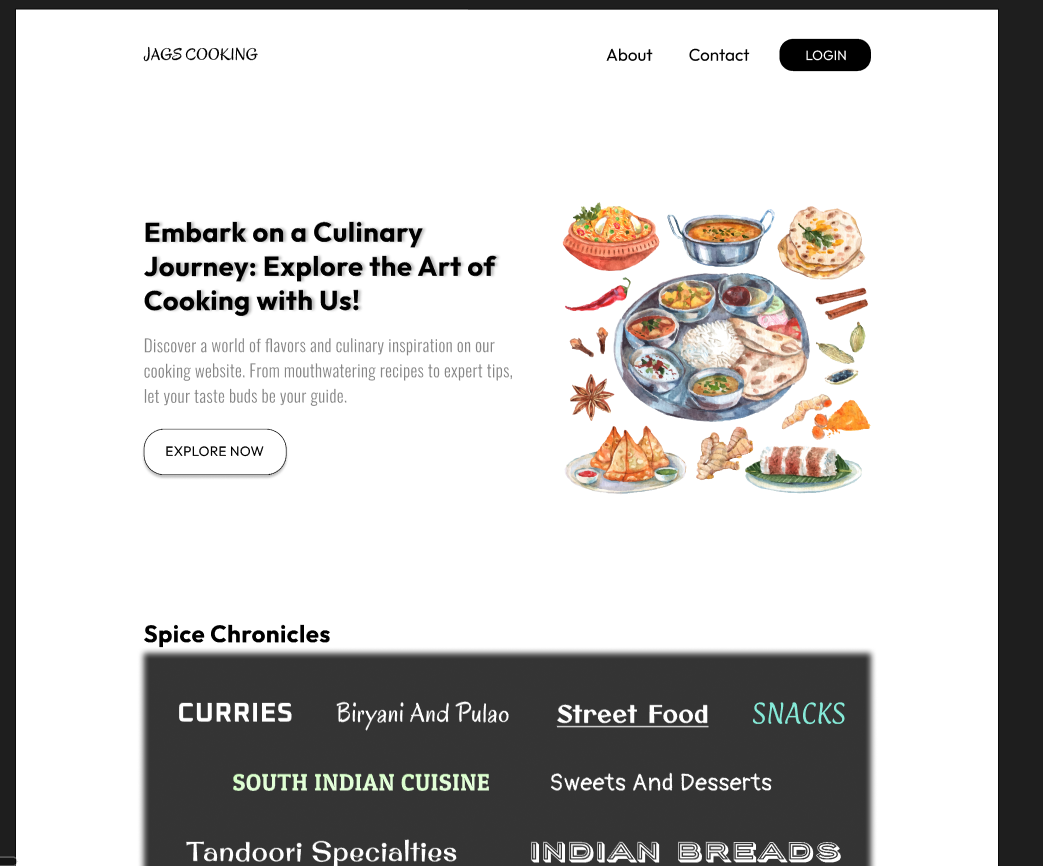 JAGS COOKING
About Contact LOGIN
Embark on a Culinary
Journey: Explore the Art of
Cooking with Us!
Discover a world of flavors and culinary inspiration on our
cooking website. From mouthwatering recipes to expert tips,
let your taste buds be your guide.
EXPLORE NOW
Spice Chronicles
CURRIES Biryani And Pulao Street Food SNACKS
SOUTH INDIAN CUISINE Sweets And Desserts
Tandoori Specialties INDIAN BREADS